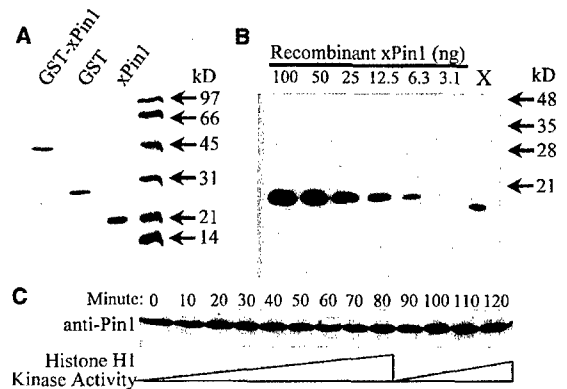 A
GST-xPin1
GST
xPin1
kD
97
66
45
31
21
14
B
Recombinant xPin1 (ng)
100 50 25 12.5 6.3 3.1 X
kD
48
35
28
21
C
Minute: 0 10 20 30 40 50 60 70 80 90 100 110 120
anti-Pin1
Histone H1
Kinase Activity